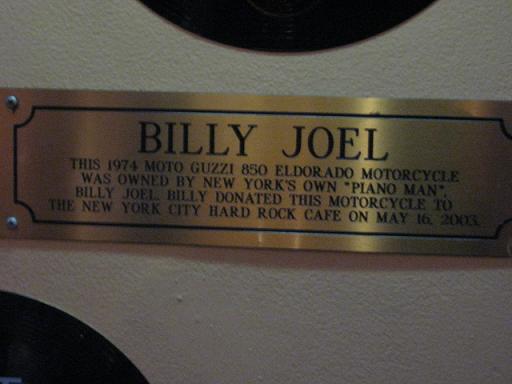 BILLY JOEL
THIS 1974 MOTO GUZZI 850 ELDORADO MOTORCYCLE
WAS OWNED BY NEW YORK'S OWN "PIANO MAN",
BILLY JOEL. BILLY DONATED THIS MOTORCYCLE TO
THE NEW YORK CITY HARD ROCK CAFE ON MAY 16, 2003.